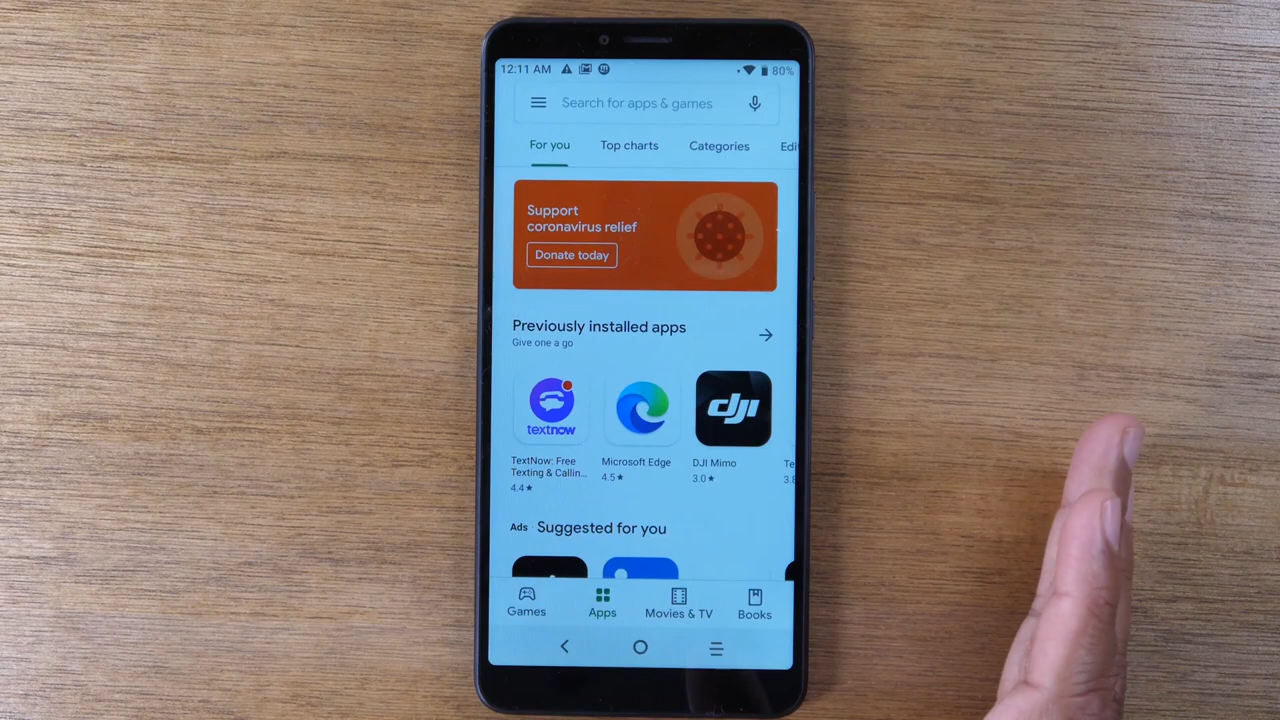 12:11 AM
80%
Search for apps & games
For you
Top charts
Categories
Support
coronavirus relief
Donate today
Previously installed apps
Give one a go
textnow
dji
TextNow: Free
Texting & Callin...
4.4★
Microsoft Edge
4.5★
DJI Mimo
3.0★
Te
3.8
Ads · Suggested for you
Games
Apps
Movies & TV
Books